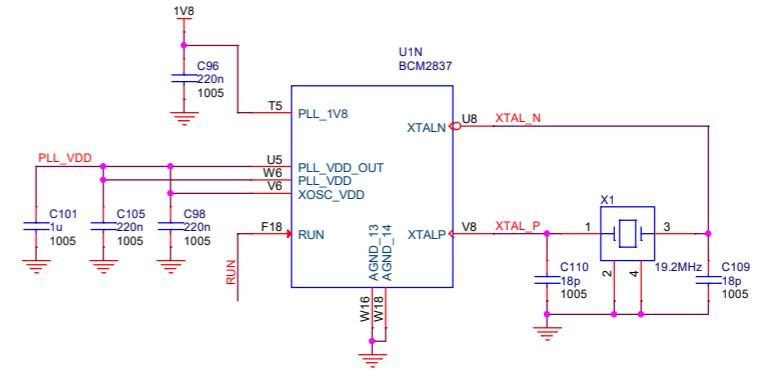 1V8
C96
220n
1005
U1N
BCM2837
T5
PLL_1V8
U8
XTAL_N
XTALN
PLL_VDD
U5
PLL_VDD_OUT
W6
PLL_VDD
V6
XOSC_VDD
C101
1u
1005
C105
220n
1005
C98
220n
1005
F18
RUN
RUN
AGND_13
AGND_14
W16
W18
XTALP
V8
XTAL_P
X1
1
3
2
4
19.2MHz
C110
18p
1005
C109
18p
1005